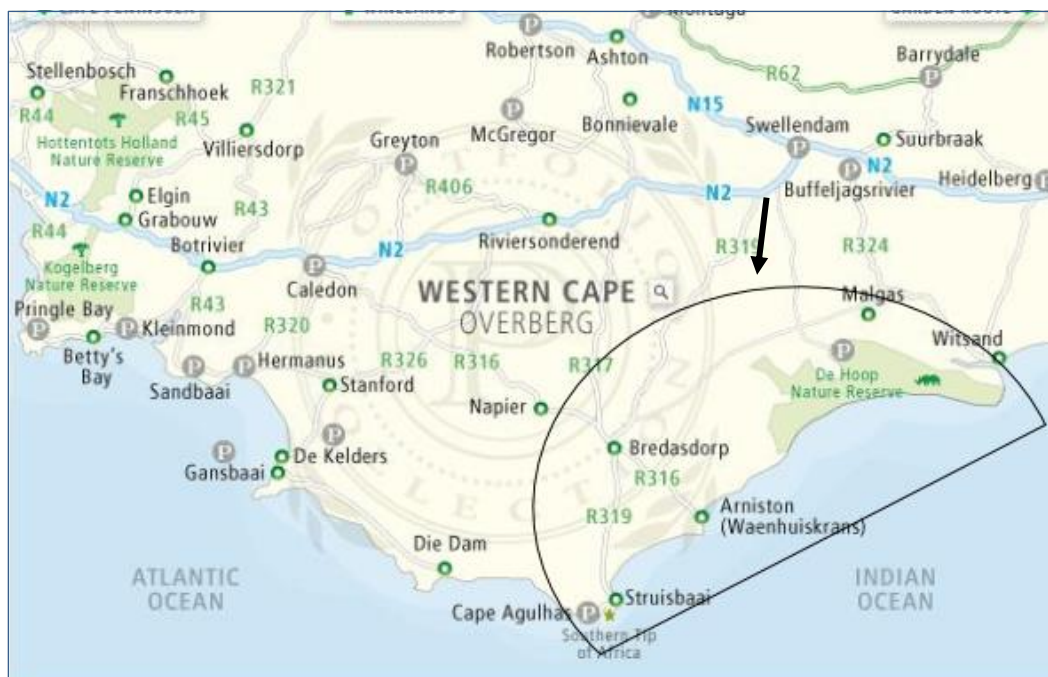 Robertson
Ashton
Barrydale
Stellenbosch
Franschhoek
R321
R62
R44
R45
N15
McGregor
Bonnievale
Swellendam
Suurbraak
Hottentots Holland
Nature Reserve
Villiersdorp
Greyton
R406
N2
Buffeljagsrivier
Heidelberg
Elgin
N2
Grabouw
R43
N2
Riviersonderend
R44
Botrivier
N2
R319
R324
Kogelberg
Nature Reserve
Caledon
WESTERN CAPE
OVERBERG
Malgas
Pringle Bay
Kleinmond
R43
R320
Witsand
Betty's
Bay
Sandbaai
Hermanus
R326
R316
R317
De Hoop
Nature Reserve
Stanford
Napier
Bredasdorp
De Kelders
Gansbaai
R316
R319
Arniston
(Waenhuiskrans)
Die Dam
ATLANTIC
OCEAN
INDIAN
OCEAN
Struisbaai
Cape Agulhas
Southern Tip
of Africa